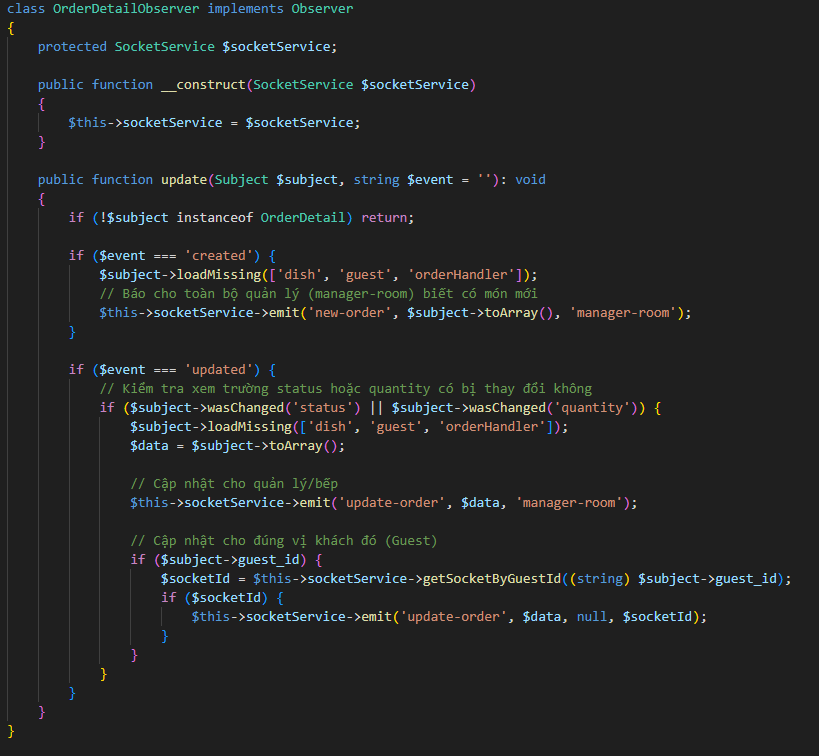 class OrderDetailObserver implements Observer
{
    protected SocketService $socketService;

    public function __construct(SocketService $socketService)
    {
        $this->socketService = $socketService;
    }

    public function update(Subject $subject, string $event = ''): void
    {
        if (!$subject instanceof OrderDetail) return;

        if ($event === 'created') {
            $subject->loadMissing(['dish', 'guest', 'orderHandler']);
            // Báo cho toàn bộ quản lý (manager-room) biết có món mới
            $this->socketService->emit('new-order', $subject->toArray(), 'manager-room');
        }

        if ($event === 'updated') {
            // Kiểm tra xem trường status hoặc quantity có bị thay đổi không
            if ($subject->wasChanged('status') || $subject->wasChanged('quantity')) {
                $subject->loadMissing(['dish', 'guest', 'orderHandler']);
                $data = $subject->toArray();

                // Cập nhật cho quản lý/bếp
                $this->socketService->emit('update-order', $data, 'manager-room');

                // Cập nhật cho đúng vị khách đó (Guest)
                if ($subject->guest_id) {
                    $socketId = $this->socketService->getSocketByGuestId((string) $subject->guest_id);
                    if ($socketId) {
                        $this->socketService->emit('update-order', $data, null, $socketId);
                    }
                }
            }
        }
    }
}